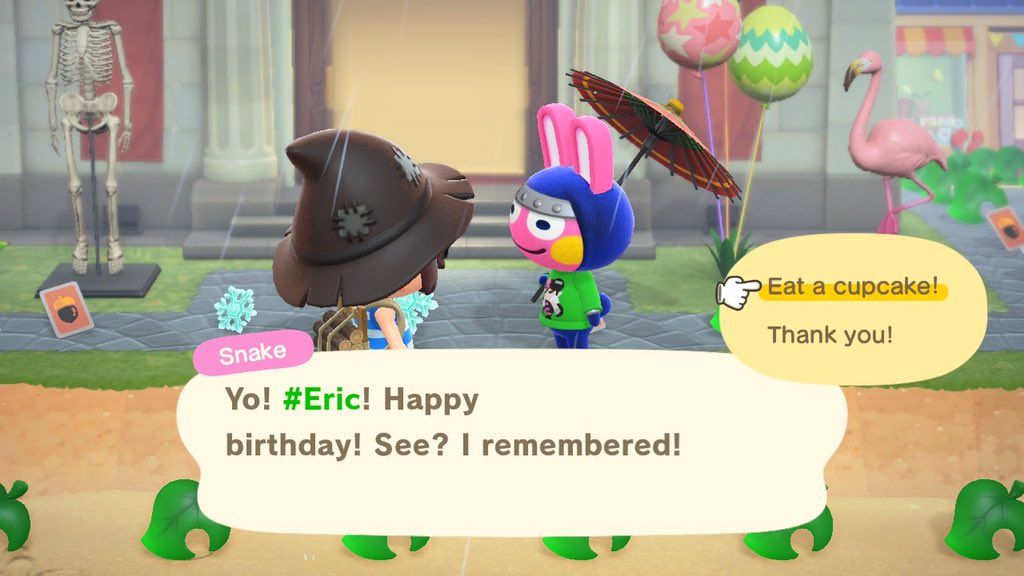 Eat a cupcake!
Thank you!
Snake
Yo! #Eric! Happy
birthday! See? I remembered!